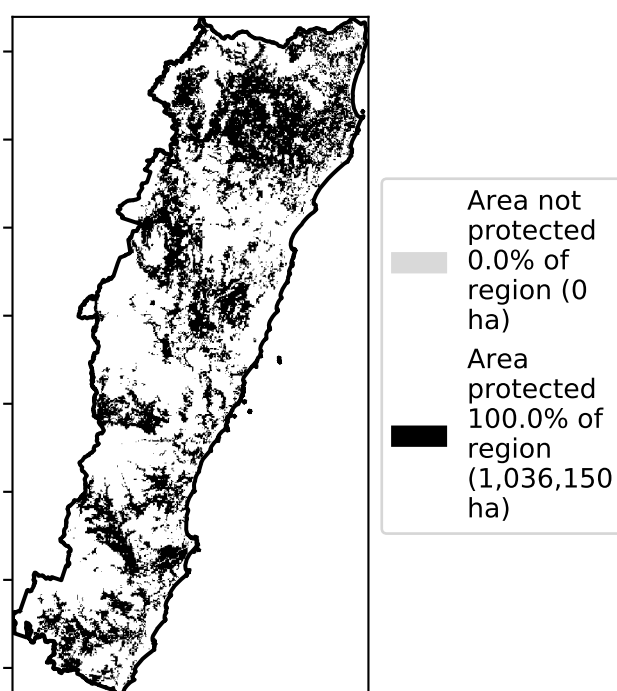 Area not
protected
0.0% of
region (0
ha)
Area
protected
100.0% of
region
(1,036,150
ha)